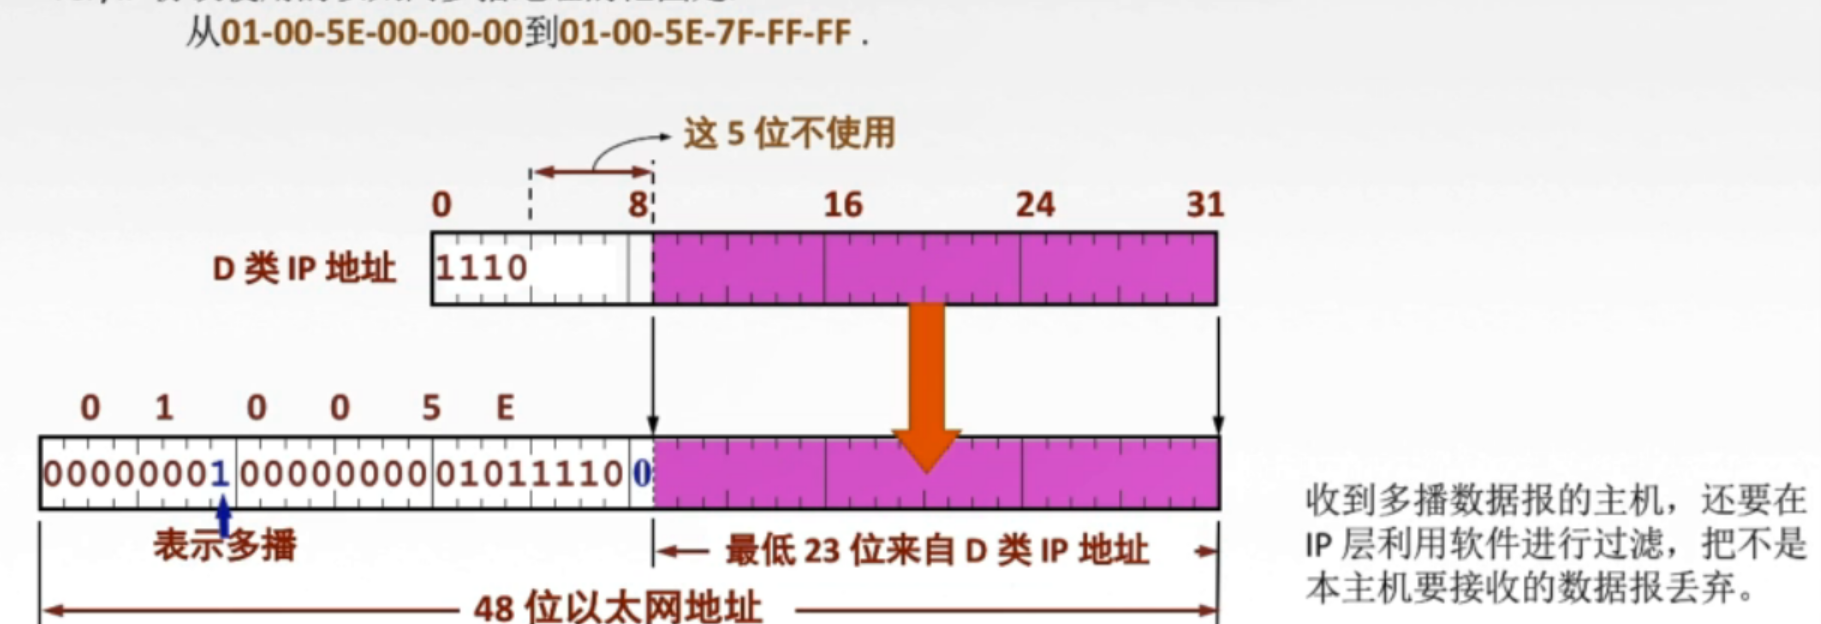 从01-00-5E-00-00-00到01-00-5E-7F-FF-FF .
这 5 位不使用
0 8 16 24 31
D 类 IP 地址
1110
0 1 0 0 5 E
00000001 00000000 01011110 0
表示多播
最低 23 位来自 D 类 IP 地址
48 位以太网地址
收到多播数据报的主机，还要在
IP 层利用软件进行过滤，把不是
本主机要接收的数据报丢弃。